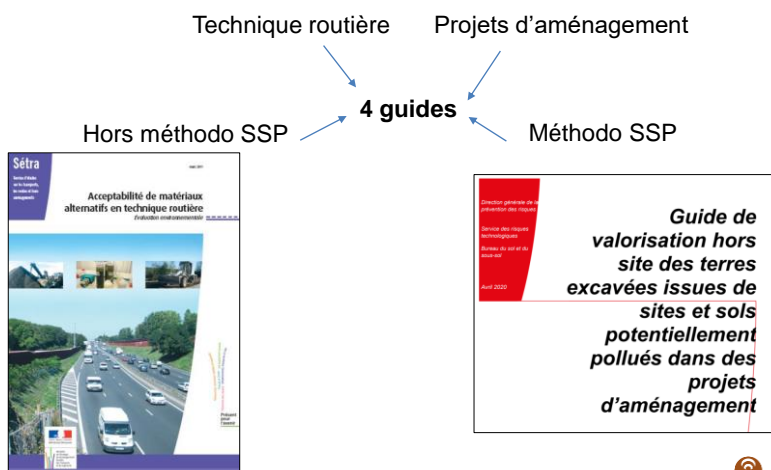 Technique routière
Projets d’aménagement
4 guides
Hors méthodo SSP
Méthodo SSP
Sétra
Acceptabilité de matériaux
alternatifs en technique routière
Évaluation environnementale
Direction générale de la
prévention des risques
Service des risques
technologiques
Bureau du sol et du
sous-sol
Avril 2020
Guide de
valorisation hors
site des terres
excavées issues de
sites et sols
potentiellement
pollués dans des
projets
d’aménagement